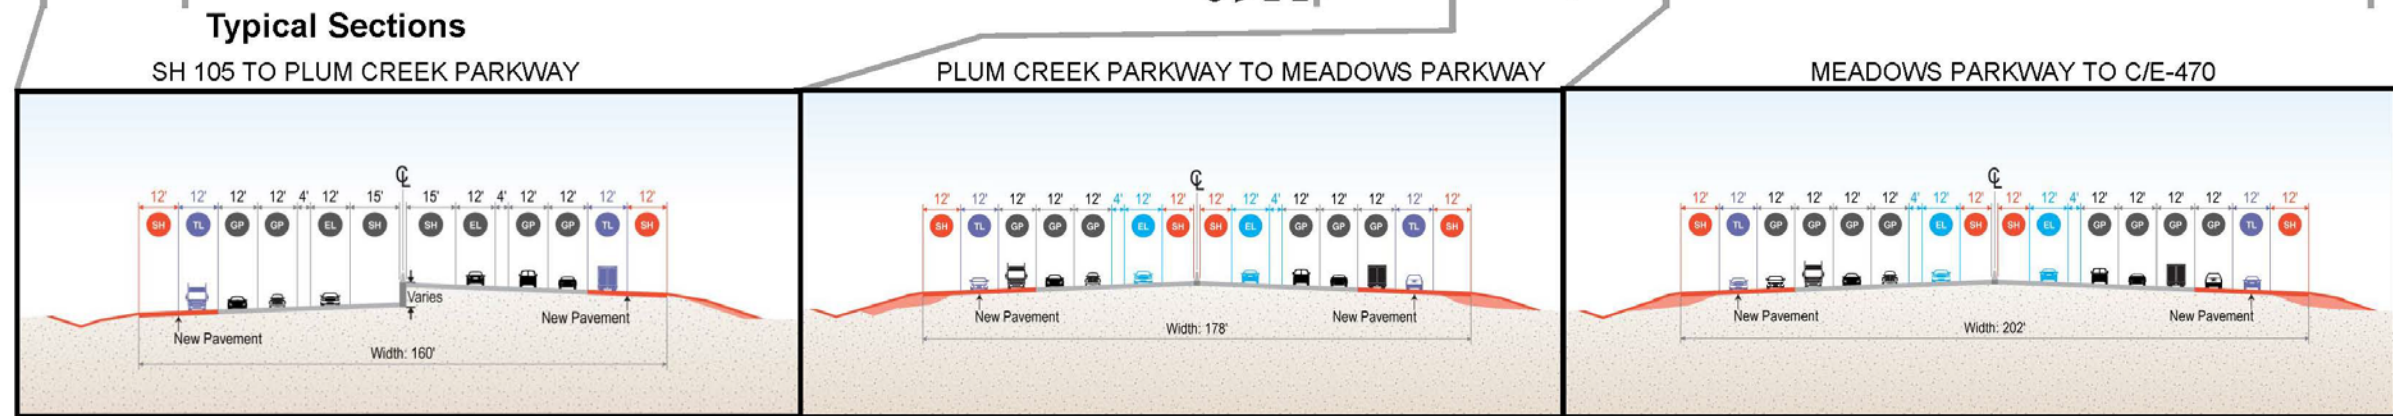 Typical Sections
SH 105 TO PLUM CREEK PARKWAY
℄
12' 12' 12' 12' 4' 12' 15' 15' 12' 4' 12' 12' 12' 12'
SH TL GP GP EL SH SH EL GP GP TL SH
Varies
New Pavement
New Pavement
Width: 160'
PLUM CREEK PARKWAY TO MEADOWS PARKWAY
℄
12' 12' 12' 12' 12' 4' 12' 12' 12' 12' 4' 12' 12' 12' 12' 12'
SH TL GP GP GP EL SH SH EL GP GP GP TL SH
New Pavement
New Pavement
Width: 178'
MEADOWS PARKWAY TO C/E-470
℄
12' 12' 12' 12' 12' 12' 4' 12' 12' 12' 12' 4' 12' 12' 12' 12' 12' 12'
SH TL GP GP GP GP EL SH SH EL GP GP GP GP TL SH
New Pavement
New Pavement
Width: 202'